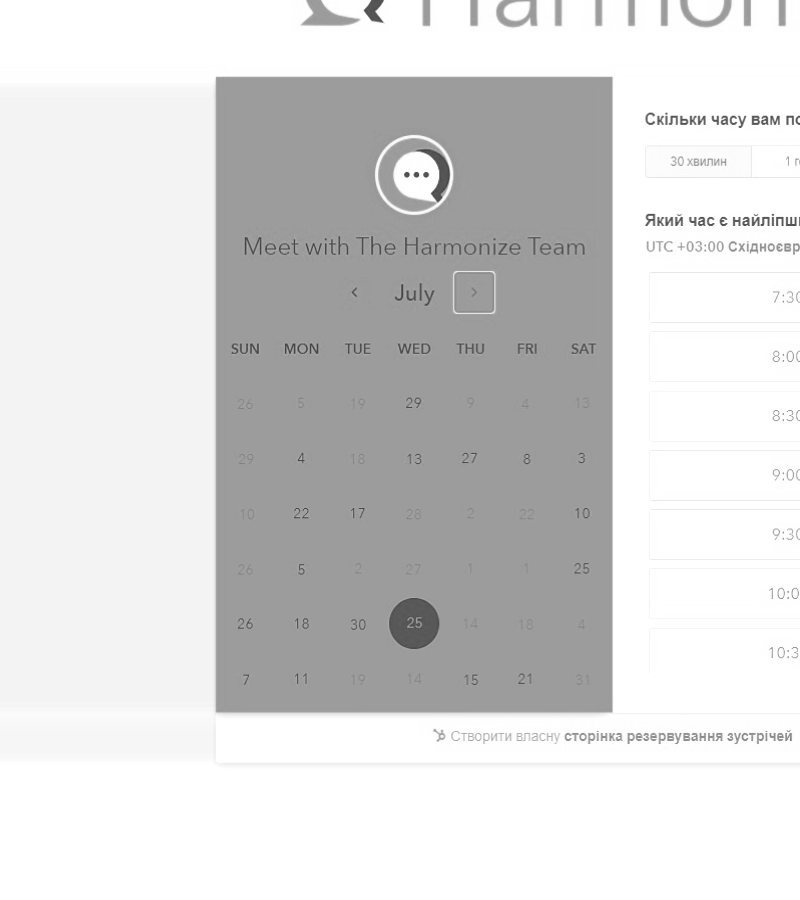 Harmon
Meet with The Harmonize Team
July
SUN MON TUE WED THU FRI SAT
26 5 19 29 9 4 13
29 4 18 13 27 8 3
10 22 17 28 2 22 10
26 5 2 27 1 1 25
26 18 30 25 14 18 4
7 11 19 14 15 21 31
Скільки часу вам
30 хвилин 1
Який час є
UTC +03:00
7:30
8:00
8:30
9:00
9:30
10:0
10:3
Створити власну сторінка резервування зустрічей